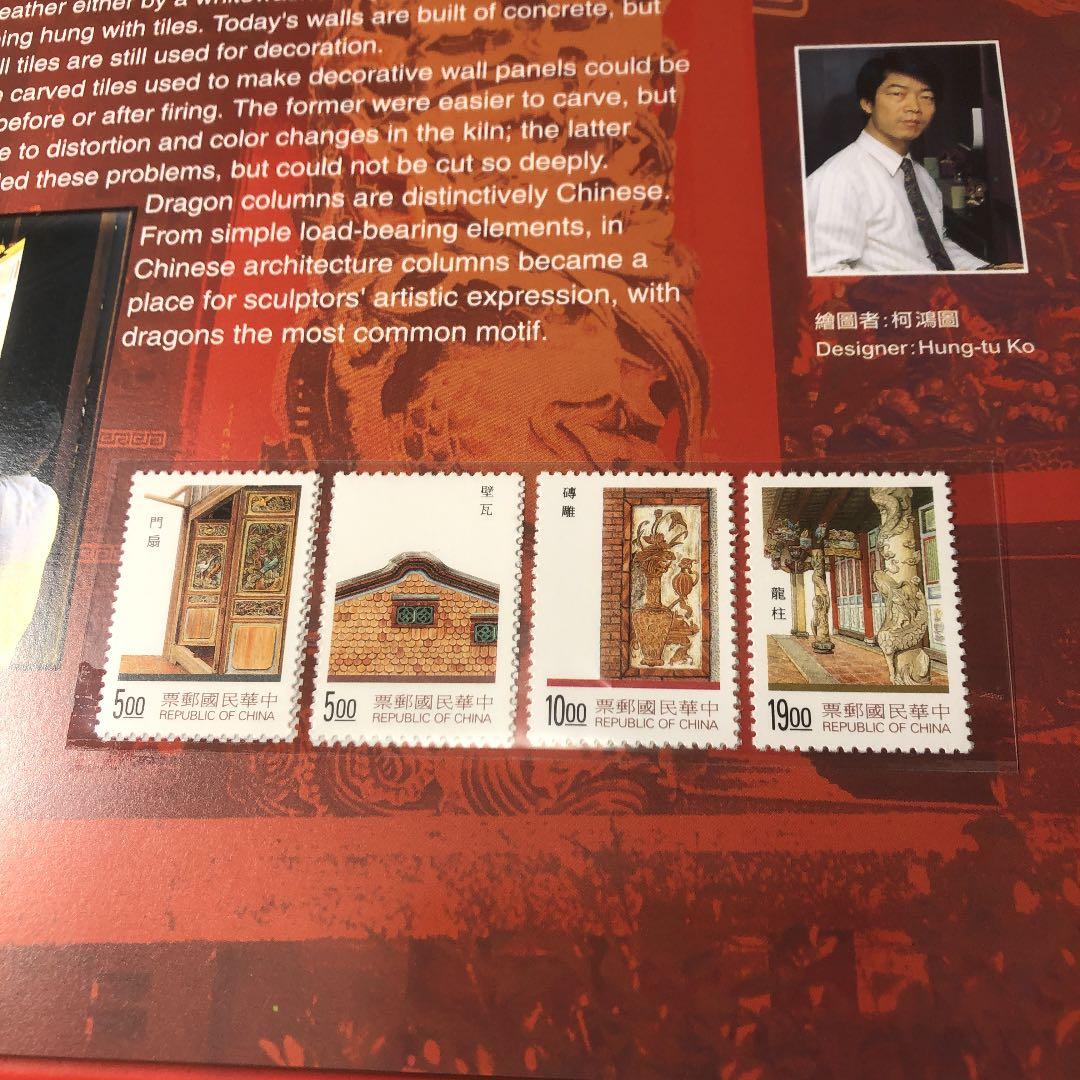 eather either by a
ing hung with tiles. Today's walls are built of concrete, but
ll tiles are still used for decoration.
carved tiles used to make decorative wall panels could be
before or after firing. The former were easier to carve, but
e to distortion and color changes in the kiln; the latter
led these problems, but could not be cut so deeply.
Dragon columns are distinctively Chinese.
From simple load-bearing elements, in
Chinese architecture columns became a
place for sculptors' artistic expression, with
dragons the most common motif.
繪圖者:柯鴻圖
Designer:Hung-tu Ko
門扇
5.00
票郵國民華中
REPUBLIC OF CHINA
壁瓦
5.00
票郵國民華中
REPUBLIC OF CHINA
磚雕
10.00
票郵國民華中
REPUBLIC OF CHINA
龍柱
19.00
票郵國民華中
REPUBLIC OF CHINA